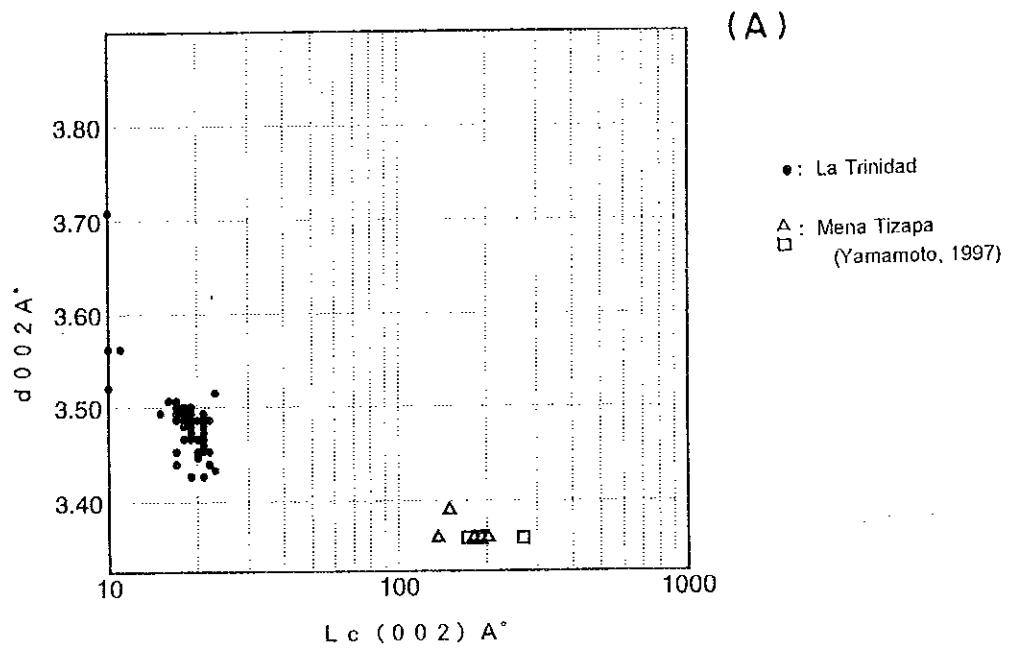 (A)
3.80
3.70
3.60
3.50
3.40
d 0 0 2 A°
10
100
1000
L c ( 0 0 2 ) A°
●: La Trinidad
△: Mena Tizapa
□ (Yamamoto, 1997)